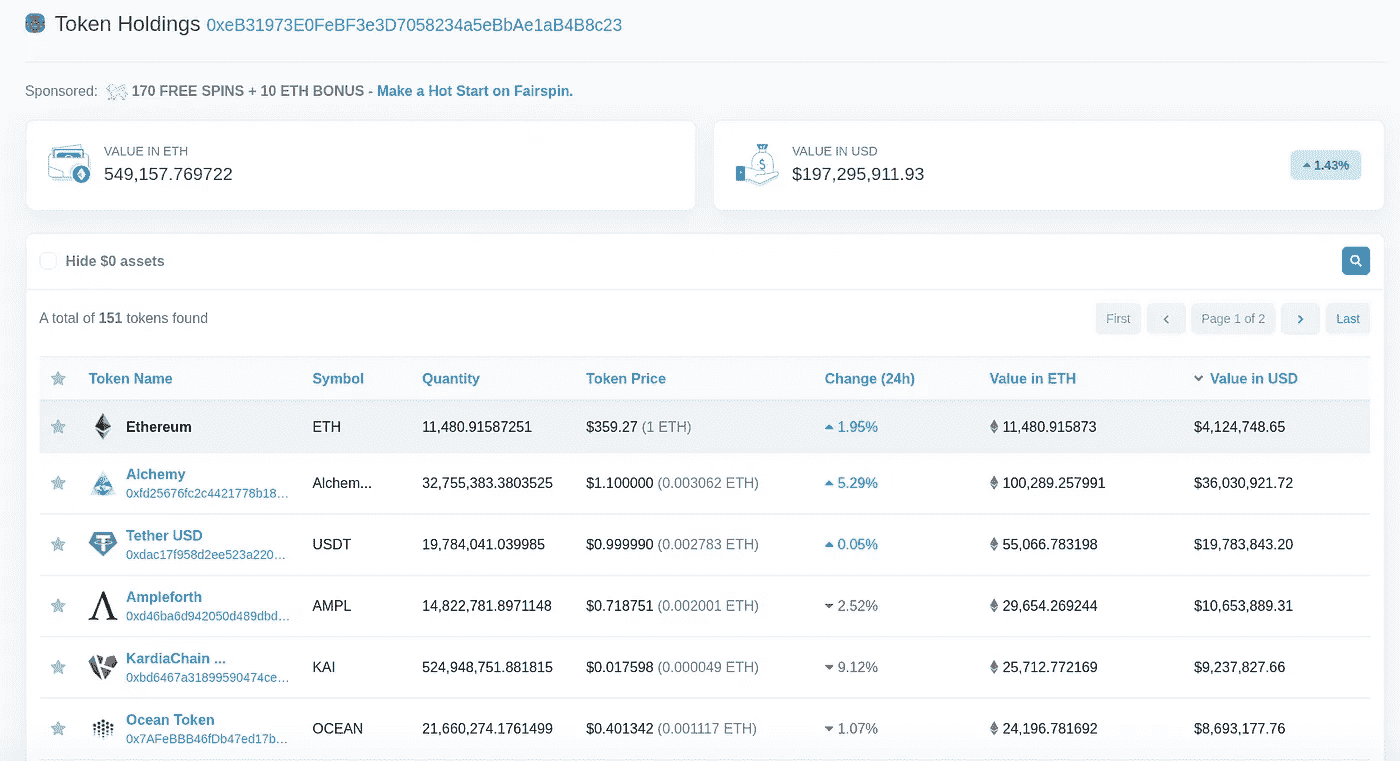 Token Holdings 0xeB31973E0FeBF3e3D7058234a5eBbAe1aB4B8c23
Sponsored: 170 FREE SPINS + 10 ETH BONUS - Make a Hot Start on Fairspin.
VALUE IN ETH
549,157.769722
VALUE IN USD
$197,295,911.93
1.43%
Hide $0 assets
A total of 151 tokens found
First Page 1 of 2 Last
Token Name Symbol Quantity Token Price Change (24h) Value in ETH Value in USD
Ethereum ETH 11,480.91587251 $359.27 (1 ETH) 1.95% 11,480.915873 $4,124,748.65
Alchemy
0xfd25676fc2c4421778b18... Alchem... 32,755,383.3803525 $1.100000 (0.003062 ETH) 5.29% 100,289.257991 $36,030,921.72
Tether USD
0xdac17f958d2ee523a220... USDT 19,784,041.039985 $0.999990 (0.002783 ETH) 0.05% 55,066.783198 $19,783,843.20
Ampleforth
0xd46ba6d942050d489dbd... AMPL 14,822,781.8971148 $0.718751 (0.002001 ETH) 2.52% 29,654.269244 $10,653,889.31
KardiaChain ...
0xbd6467a31899590474ce... KAI 524,948,751.881815 $0.017598 (0.000049 ETH) 9.12% 25,712.772169 $9,237,827.66
Ocean Token
0x7AFeBBB46fDb47ed17b... OCEAN 21,660,274.1761499 $0.401342 (0.001117 ETH) 1.07% 24,196.781692 $8,693,177.76